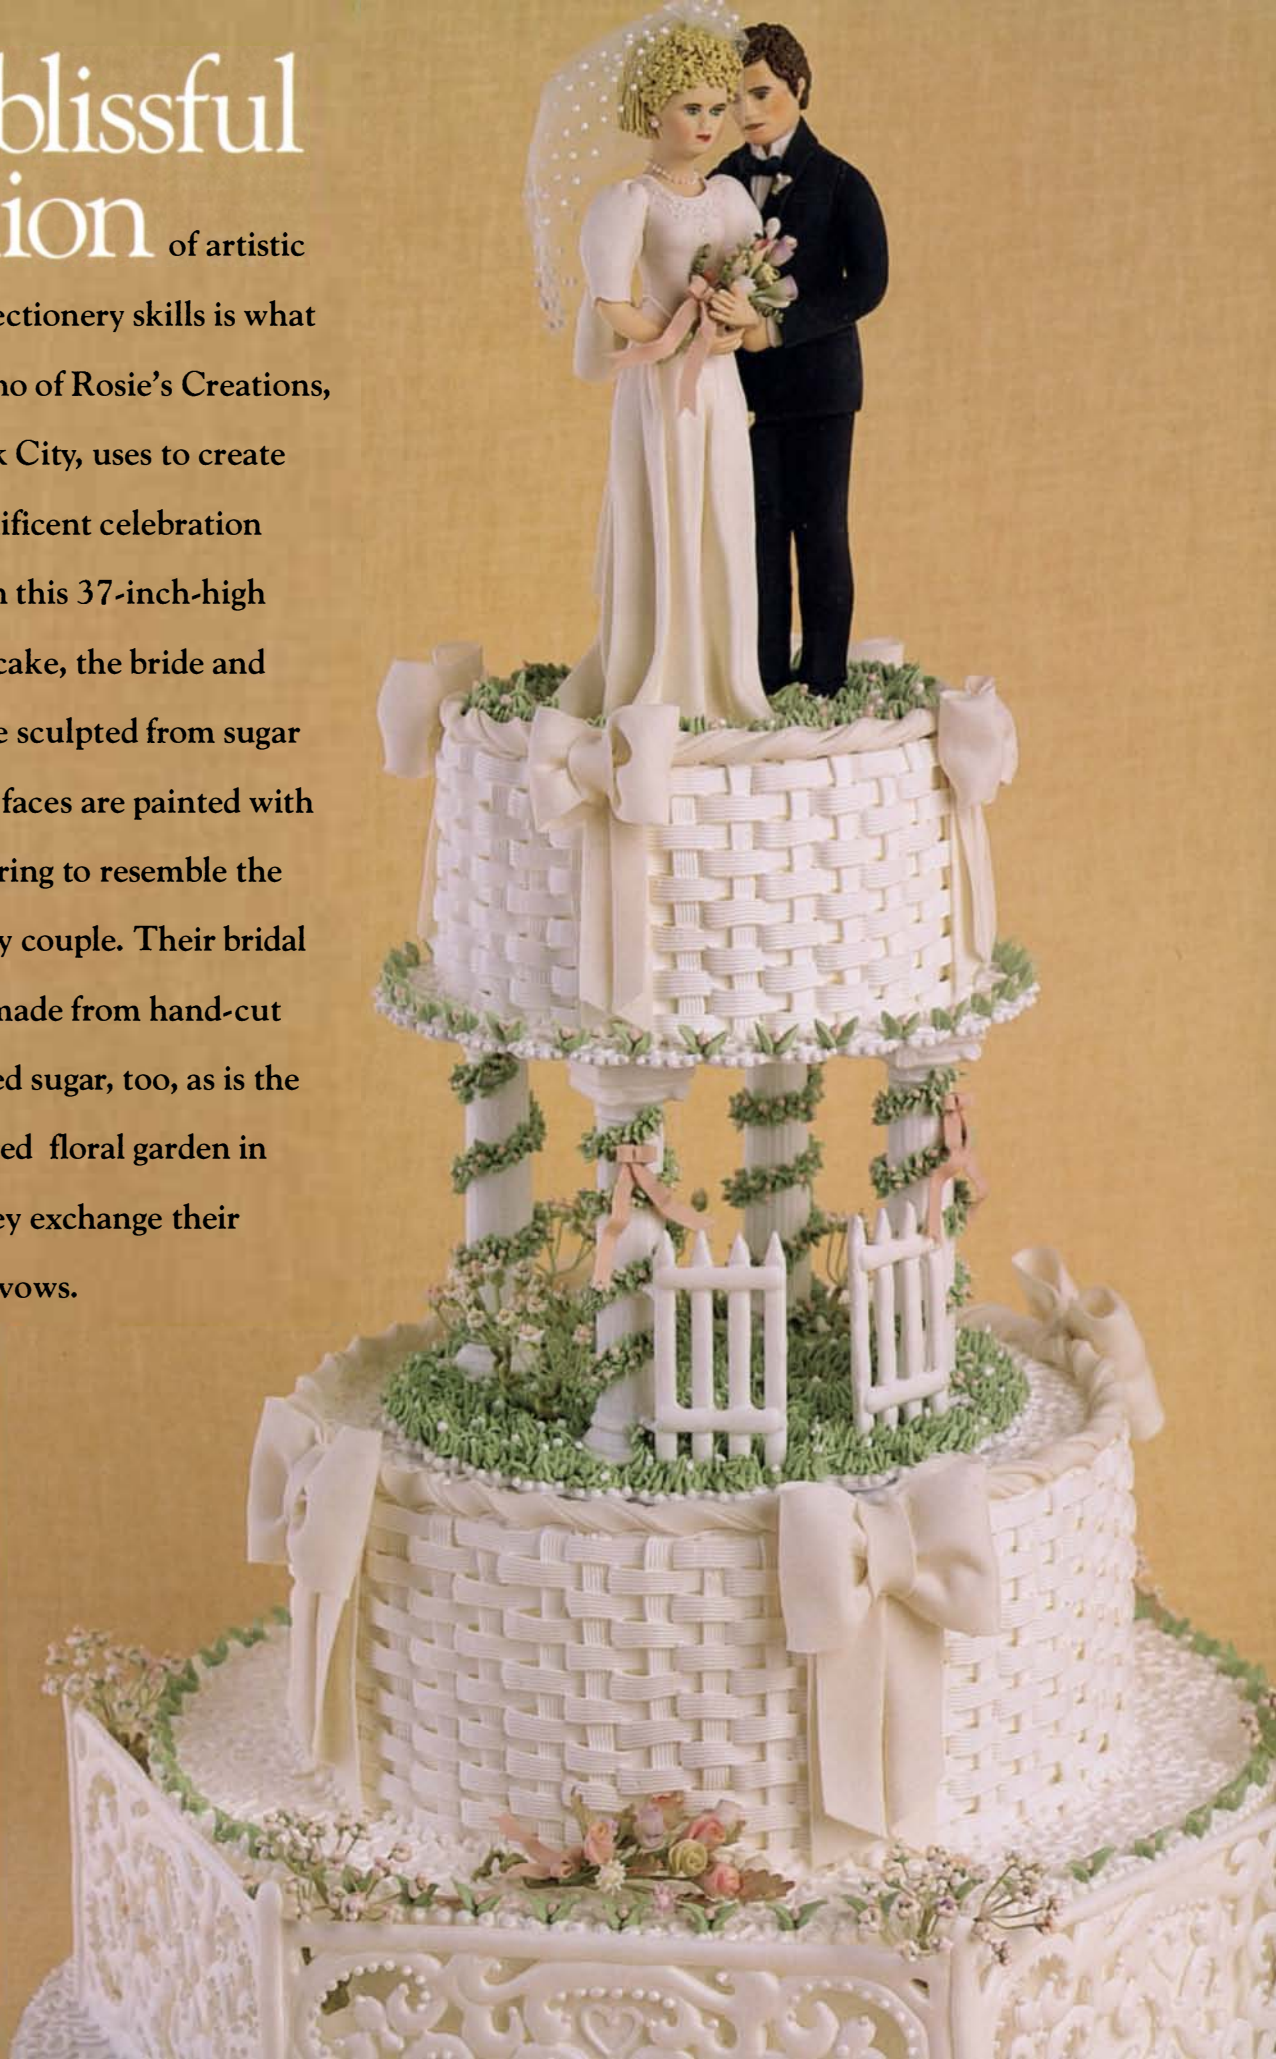 blissful
ion of artistic
ectionery skills is what
no of Rosie's Creations,
k City, uses to create
ificent celebration
n this 37-inch-high
cake, the bride and
e sculpted from sugar
faces are painted with
ring to resemble the
y couple. Their bridal
made from hand-cut
ed sugar, too, as is the
ed floral garden in
ey exchange their
vows.